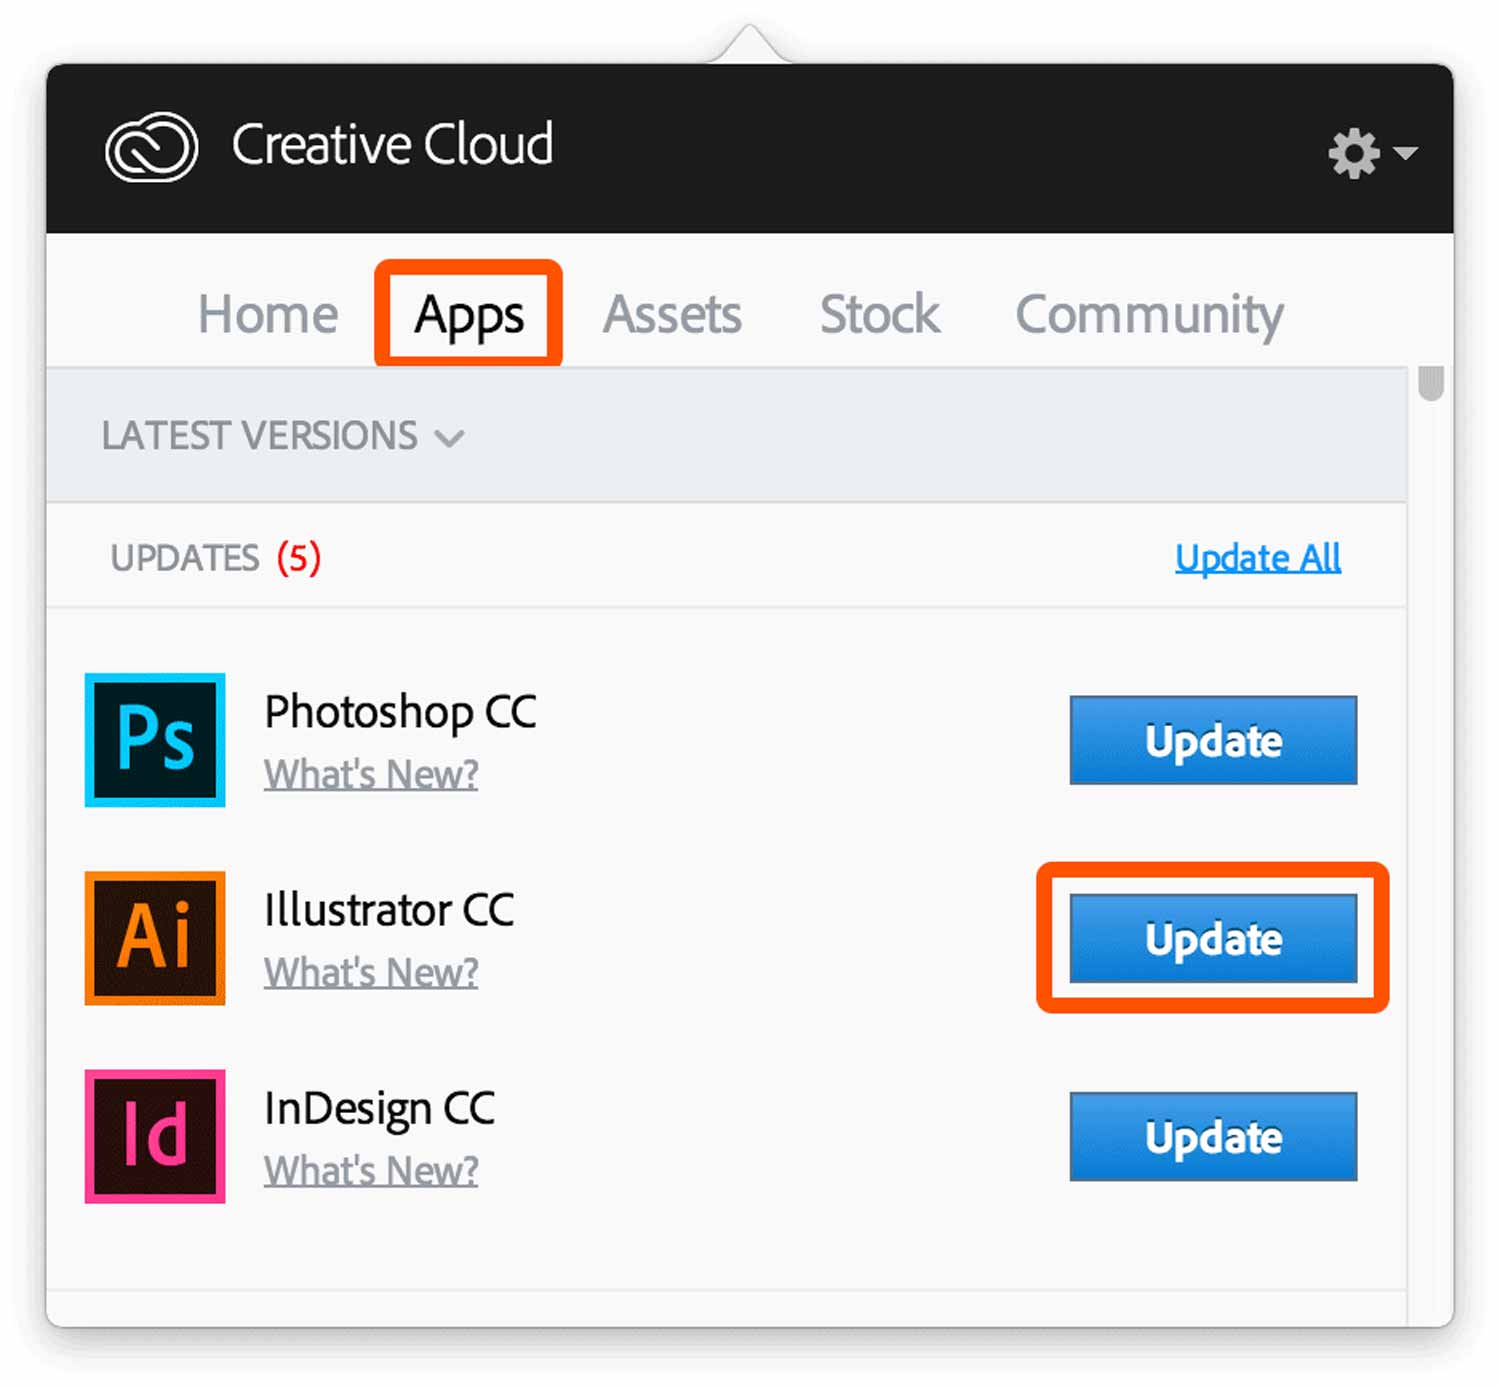 Creative Cloud
Home Apps Assets Stock Community
LATEST VERSIONS
UPDATES (5) Update All
Ps Photoshop CC
What's New?
Update
Ai Illustrator CC
What's New?
Update
Id InDesign CC
What's New?
Update